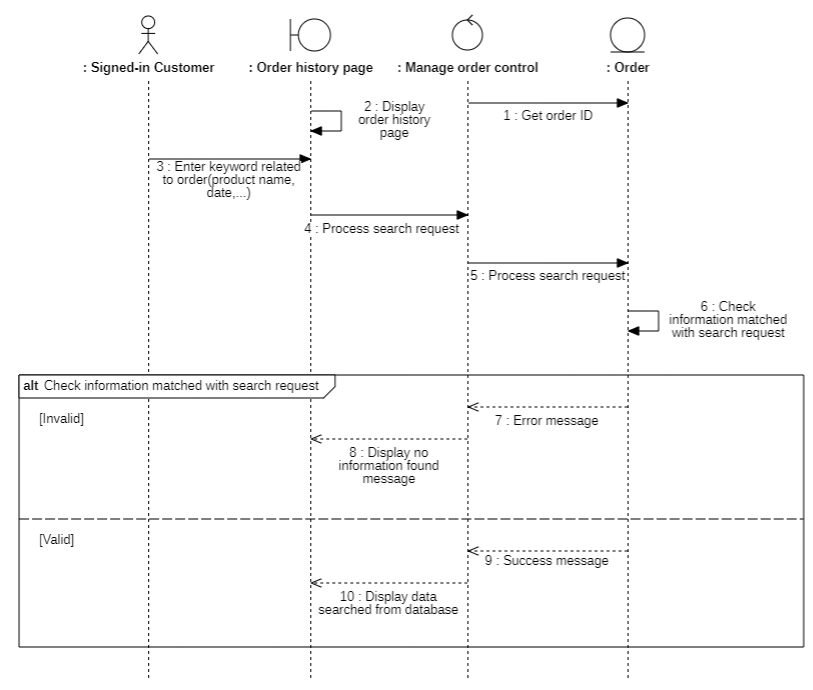 : Signed-in Customer
: Order history page
: Manage order control
: Order
1 : Get order ID
2 : Display
order history
page
3 : Enter keyword related
to order(product name,
date,...)
4 : Process search request
5 : Process search request
6 : Check
information matched
with search request
alt Check information matched with search request
[Invalid]
7 : Error message
8 : Display no
information found
message
[Valid]
9 : Success message
10 : Display data
searched from database